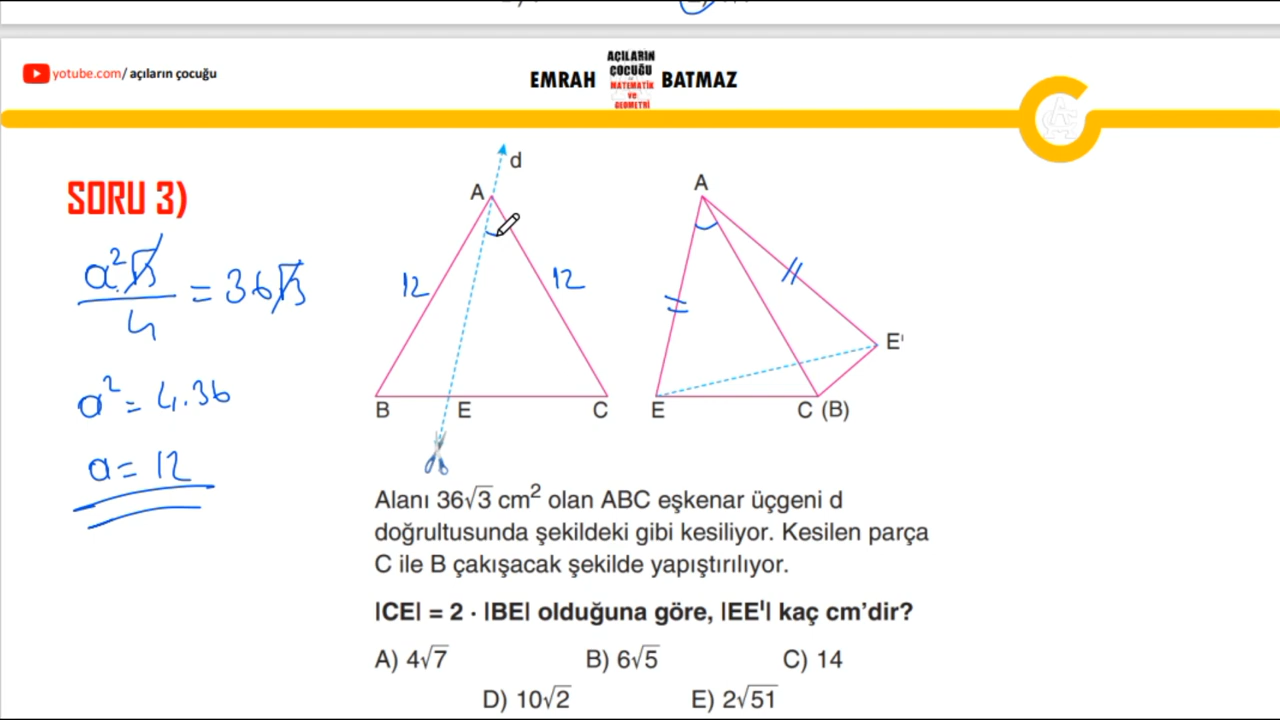 yotube.com/ açıların çocuğu
EMRAH
AÇILARIN
ÇOCUĞU
MATEMATİK
ve
GEOMETRİ
BATMAZ
SORU 3)
a²√3/4 = 36√3
a² = 4.36
a = 12
d
A
12
12
B E C
A
E'
E C (B)
Alanı 36√3 cm² olan ABC eşkenar üçgeni d
doğrultusunda şekildeki gibi kesiliyor. Kesilen parça
C ile B çakışacak şekilde yapıştırılıyor.
|CE| = 2 · |BE| olduğuna göre, |EE'| kaç cm'dir?
A) 4√7 B) 6√5 C) 14
D) 10√2 E) 2√51